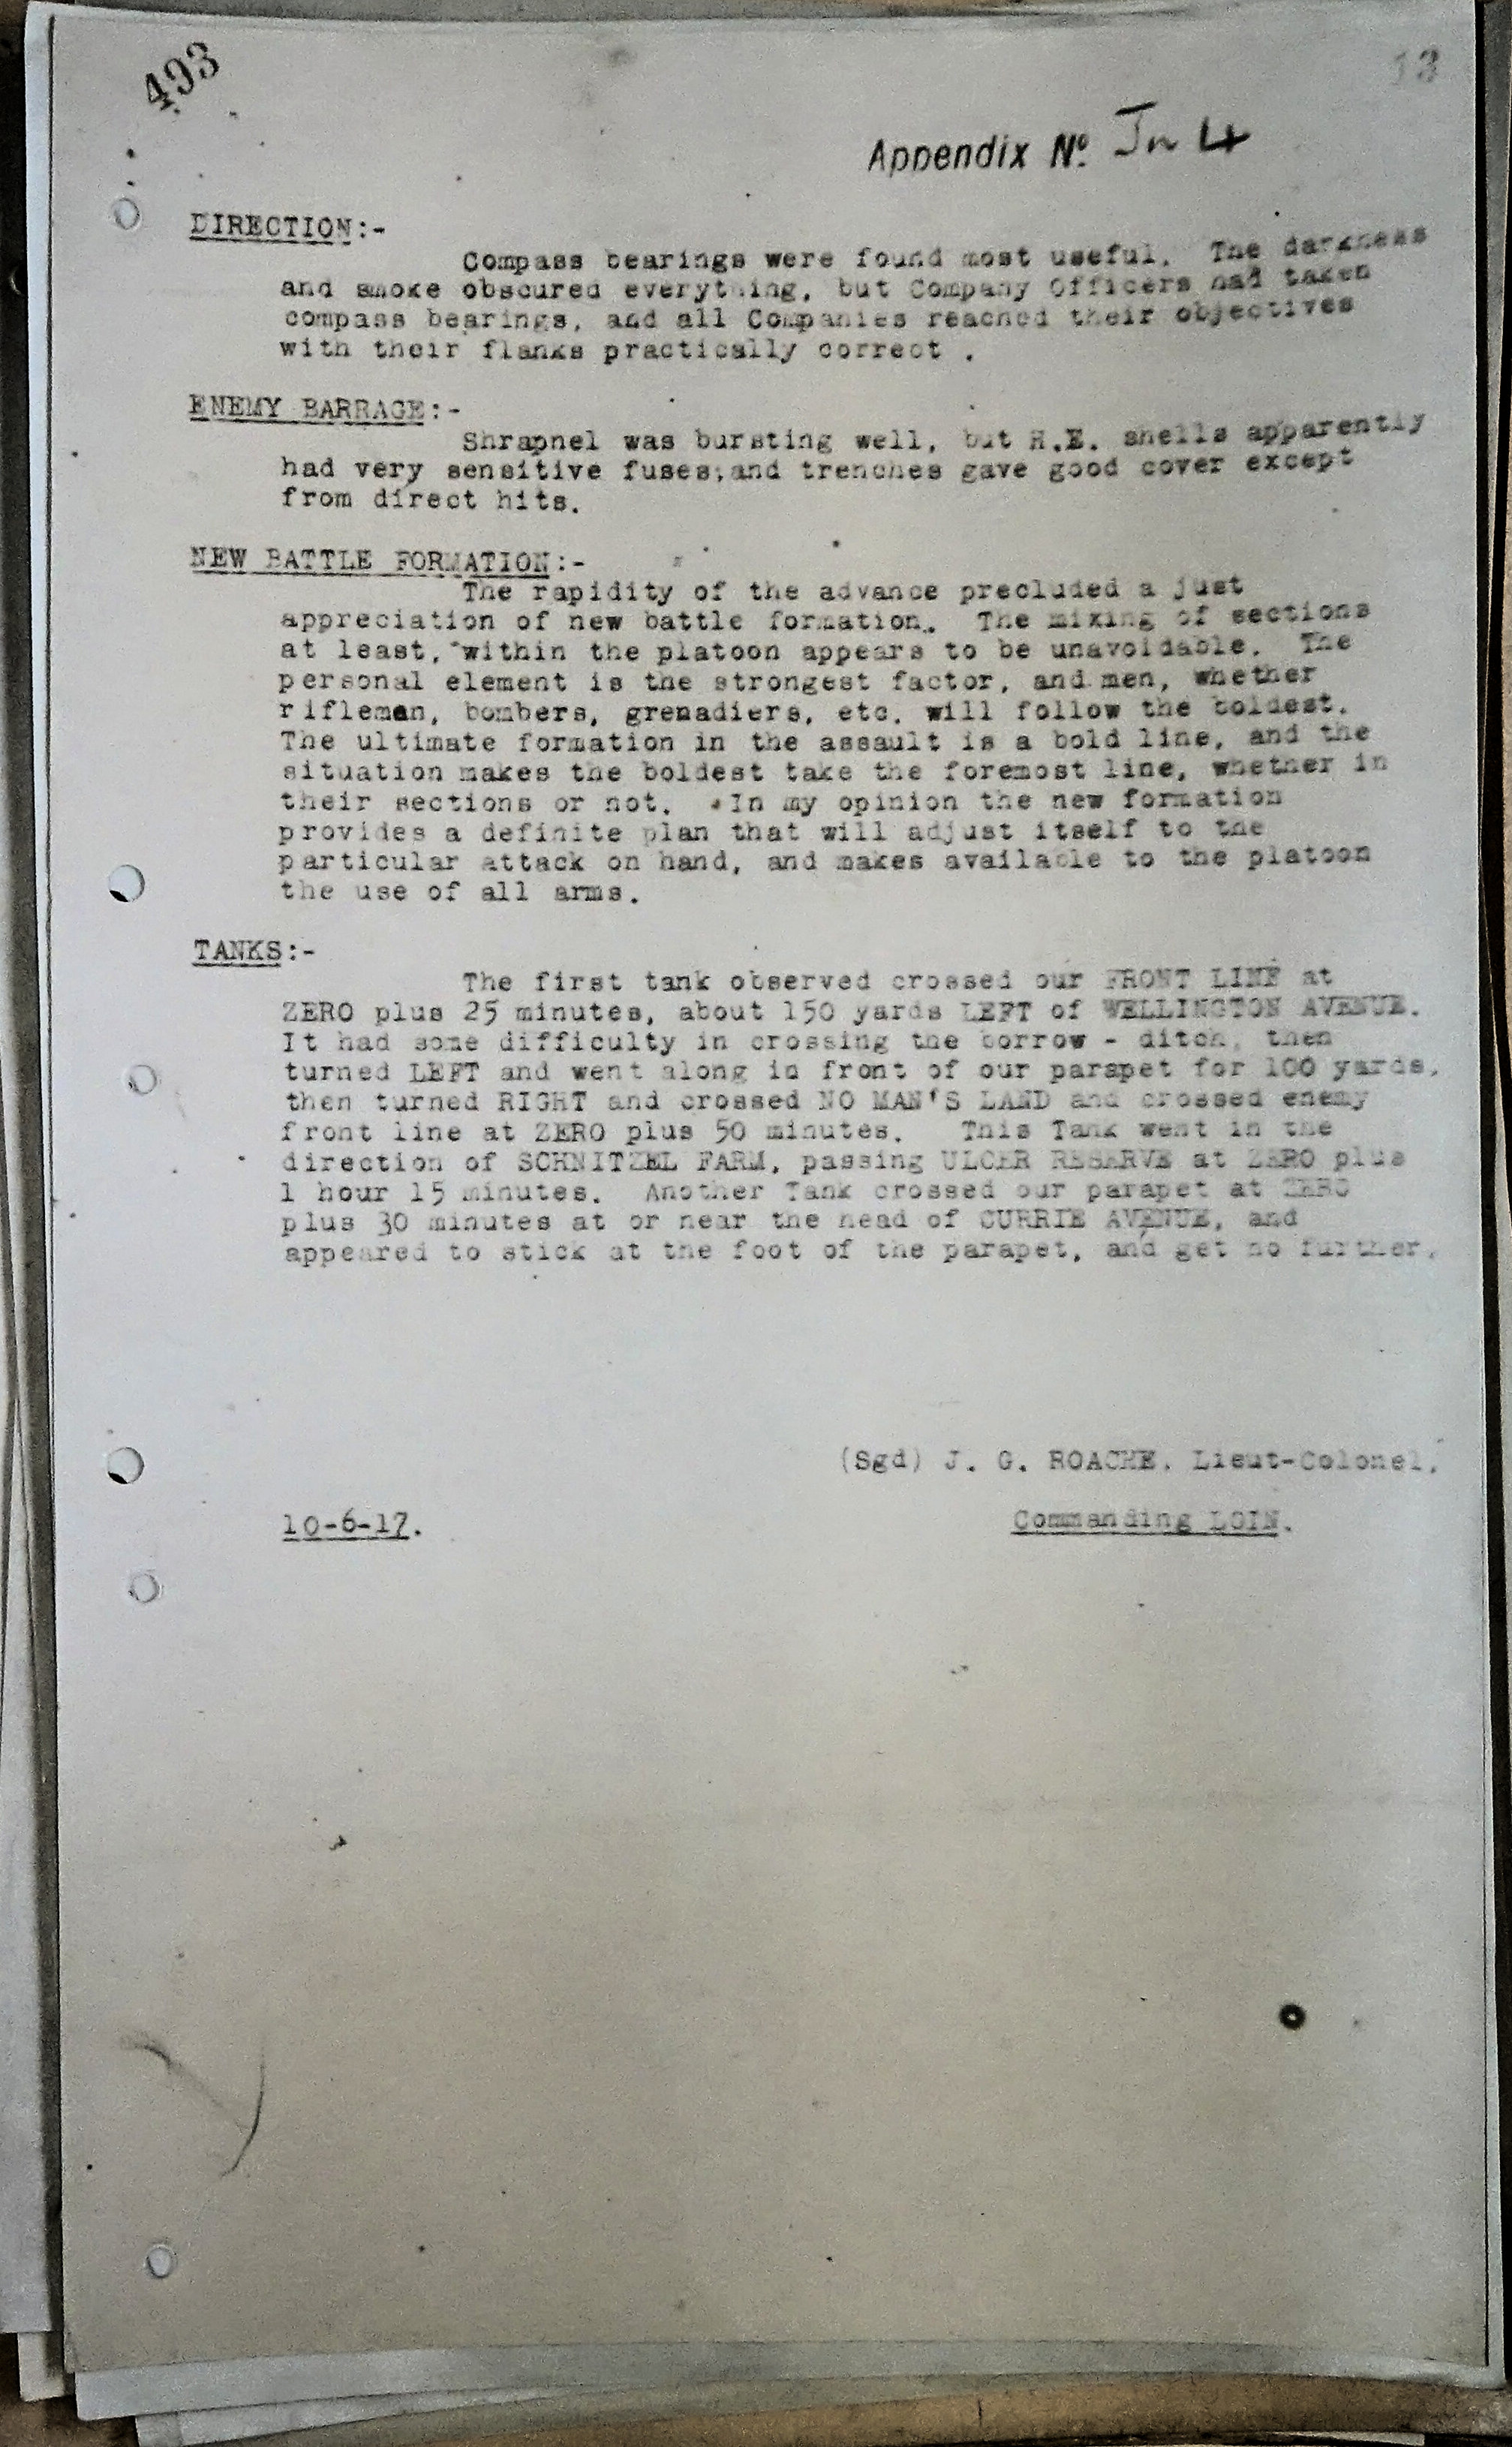 493
13
Appendix Nº Jn 4
DIRECTION:-
Compass bearings were found most useful. The darkness
and smoke obscured everything, but Company Officers had taken
compass bearings, and all Companies reached their objectives
with their flanks practically correct .
ENEMY BARRAGE:-
Shrapnel was bursting well, but H.E. shells apparently
had very sensitive fuses;and trenches gave good cover except
from direct hits.
NEW BATTLE FORMATION:-
The rapidity of the advance precluded a just
appreciation of new battle formation. The mixing of sections
at least, within the platoon appears to be unavoidable. The
personal element is the strongest factor, and men, whether
riflemen, bombers, grenadiers, etc. will follow the boldest.
The ultimate formation in the assault is a bold line, and the
situation makes the boldest take the foremost line, whether in
their sections or not. In my opinion the new formation
provides a definite plan that will adjust itself to the
particular attack on hand, and makes available to the platoon
the use of all arms.
TANKS:-
The first tank observed crossed our FRONT LINE at
ZERO plus 25 minutes, about 150 yards LEFT of WELLINGTON AVENUE.
It had some difficulty in crossing the borrow - ditch, then
turned LEFT and went along in front of our parapet for 100 yards,
then turned RIGHT and crossed NO MAN'S LAND and crossed enemy
front line at ZERO plus 50 minutes. This Tank went in the
direction of SCHNITZEL FARM, passing ULCER RESERVE at ZERO plus
1 hour 15 minutes. Another Tank crossed our parapet at ZERO
plus 30 minutes at or near the head of CURRIE AVENUE, and
appeared to stick at the foot of the parapet, and get no further.
(Sgd) J. G. ROACHE. Lieut-Colonel.
10-6-17.
Commanding LOIN.